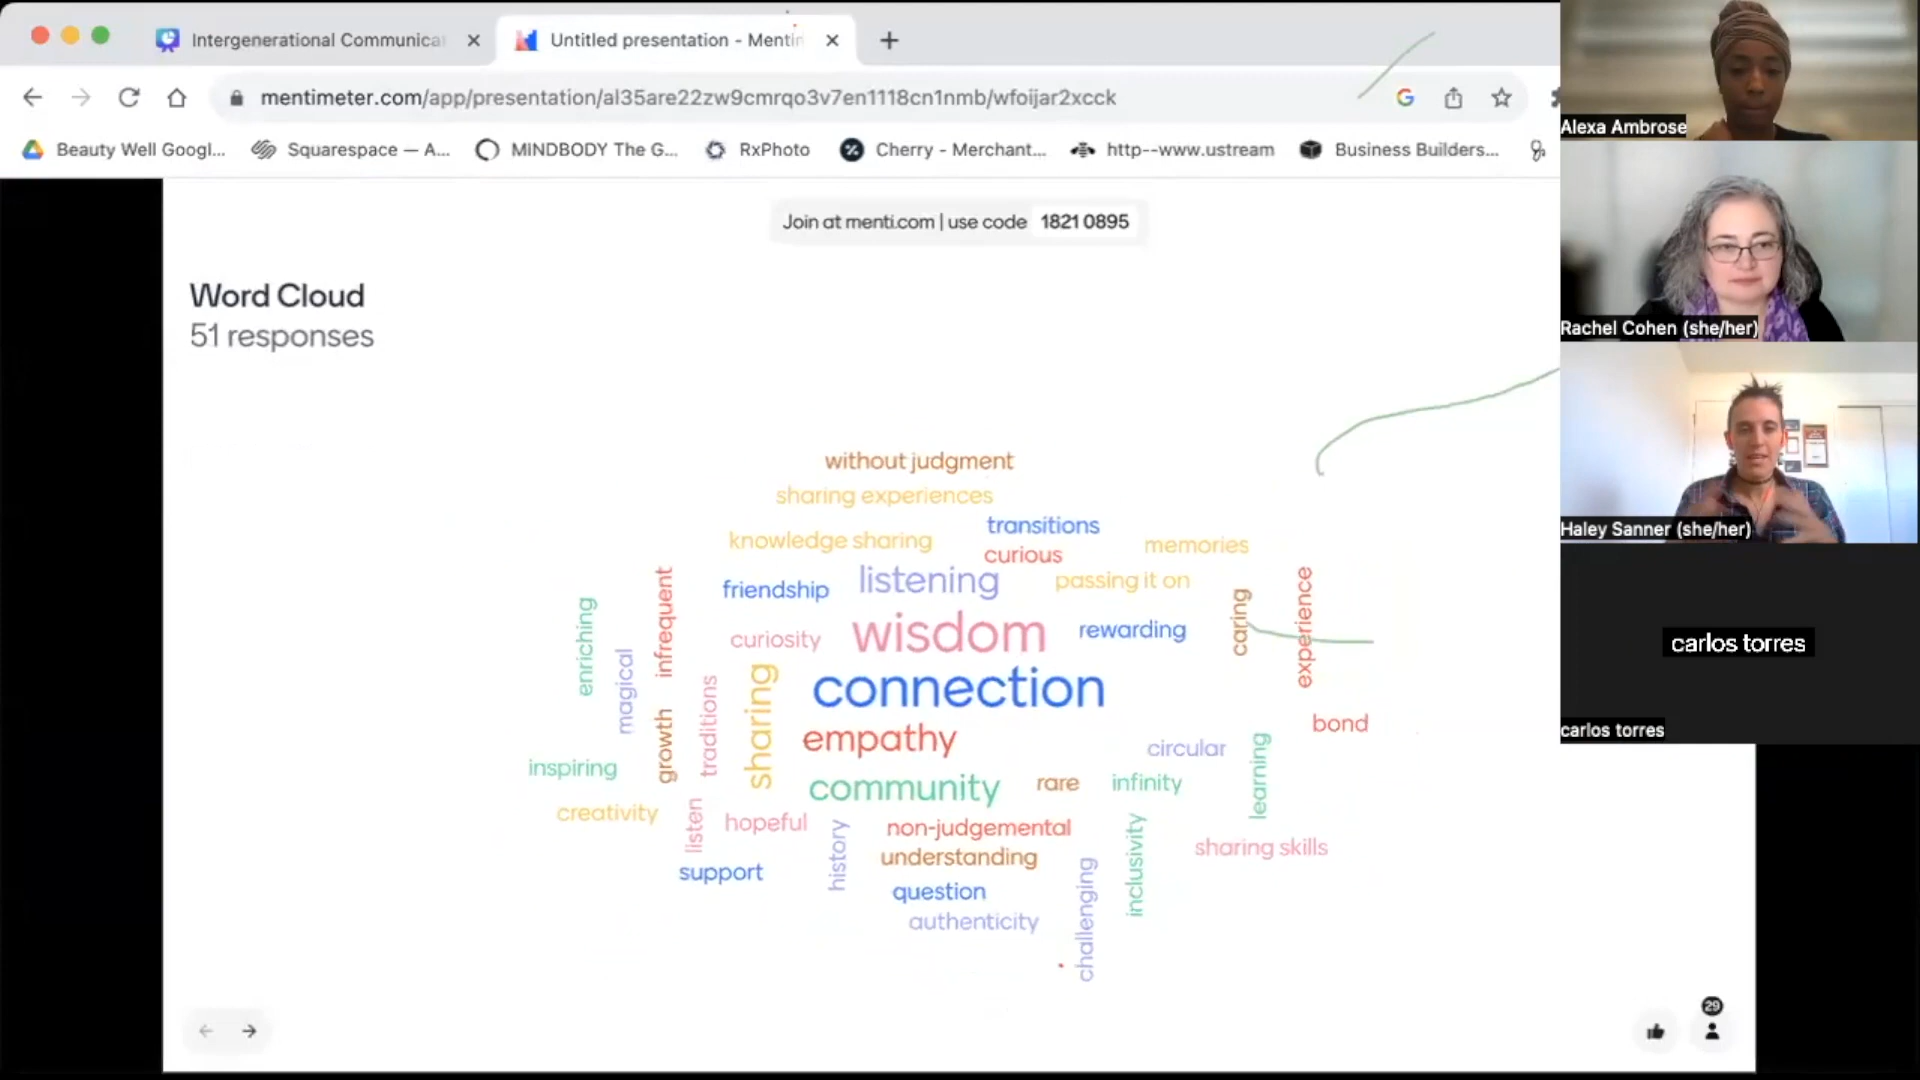 Intergenerational Communica
Untitled presentation - Mentin
mentimeter.com/app/presentation/al35are22zw9cmrqo3v7en1118cn1nmb/wfoijar2xcck
Beauty Well Googl...
Squarespace — A...
MINDBODY The G...
RxPhoto
Cherry - Merchant...
http--www.ustream
Business Builders...
Join at menti.com | use code 1821 0895
Word Cloud
51 responses
without judgment
sharing experiences
transitions
knowledge sharing
curious
memories
friendship
listening
passing it on
enriching
infrequent
magical
curiosity
wisdom
rewarding
caring
experience
growth
traditions
sharing
connection
bond
empathy
circular
learning
inspiring
community
rare
infinity
creativity
listen
hopeful
history
non-judgemental
inclusivity
sharing skills
understanding
support
question
challenging
authenticity
29
Alexa Ambrose
Rachel Cohen (she/her)
Haley Sanner (she/her)
carlos torres
carlos torres